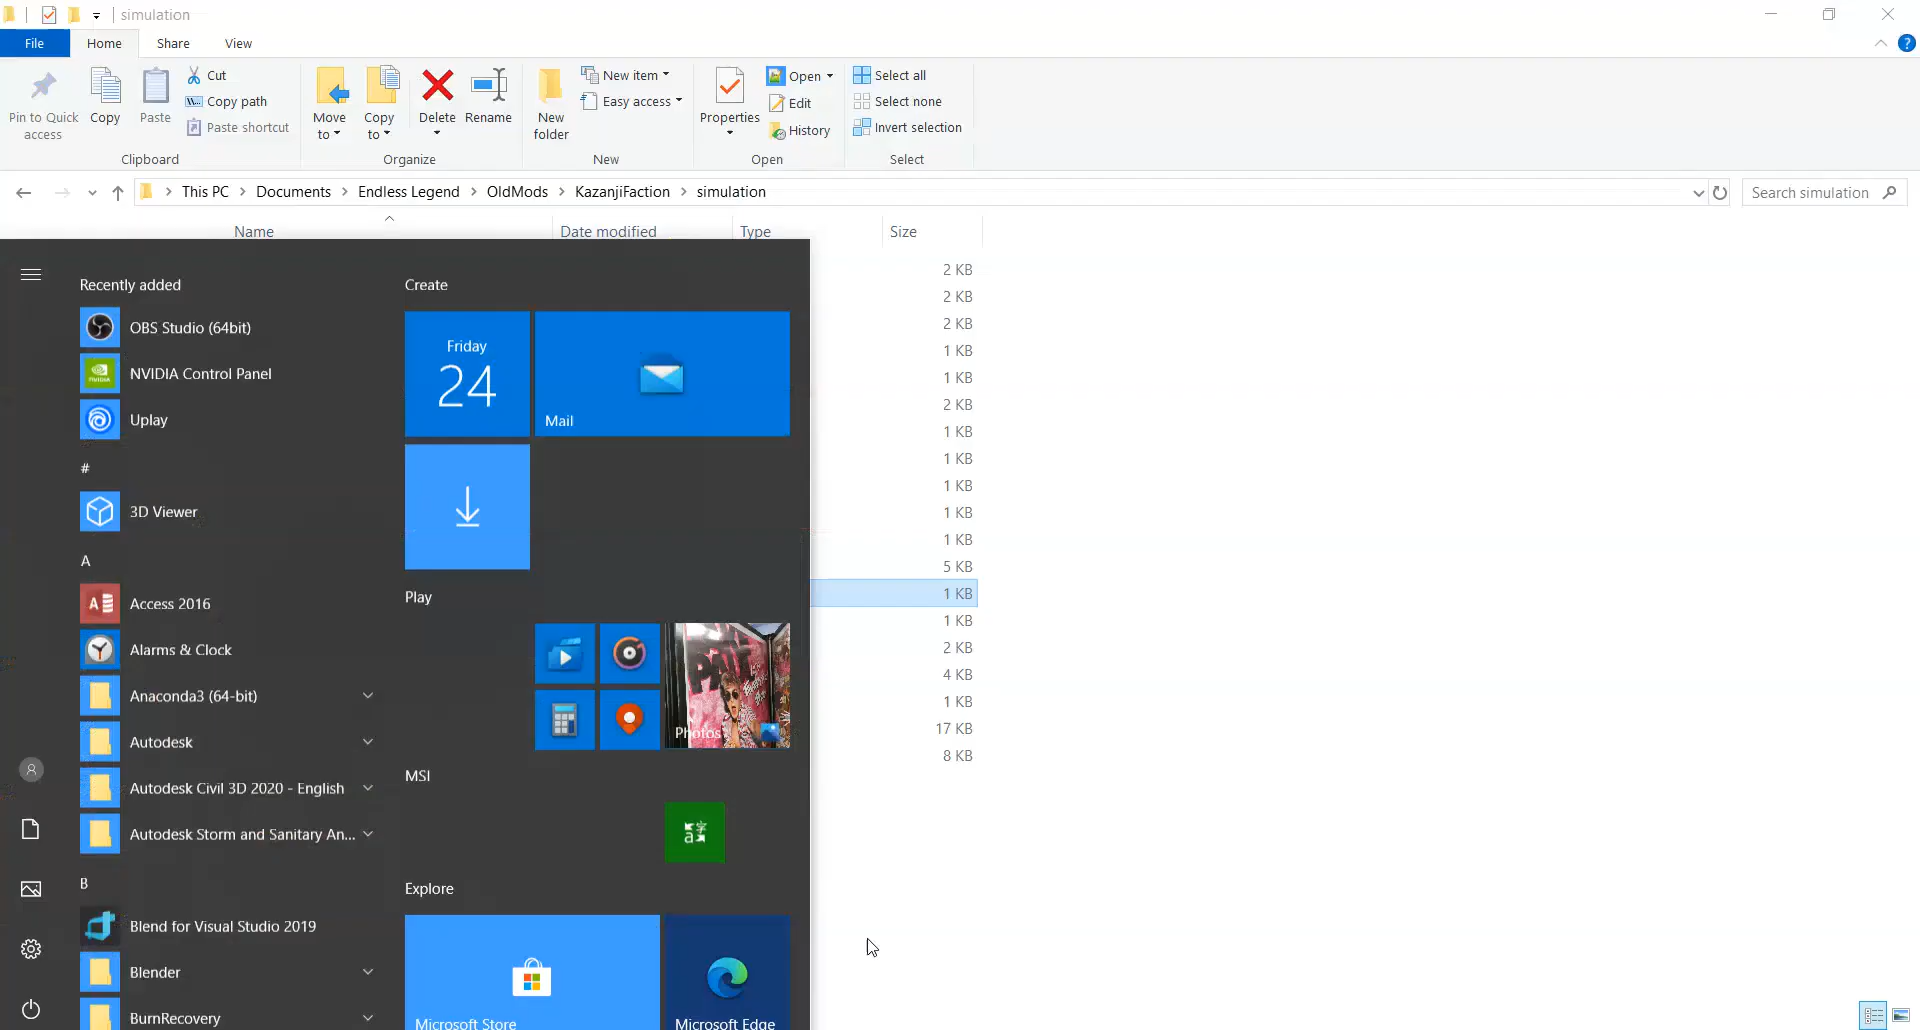 simulation
File
Home
Share
View
Pin to Quick
access
Copy
Paste
Cut
Copy path
Paste shortcut
Clipboard
Move
to
Copy
to
Delete
Rename
Organize
New
folder
New item
Easy access
New
Properties
Open
Edit
History
Open
Select all
Select none
Invert selection
Select
This PC
Documents
Endless Legend
OldMods
KazanjiFaction
simulation
Search simulation
Name
Date modified
Type
Size
2 KB
2 KB
2 KB
1 KB
1 KB
2 KB
1 KB
1 KB
1 KB
1 KB
1 KB
5 KB
1 KB
1 KB
2 KB
4 KB
1 KB
17 KB
8 KB
Recently added
OBS Studio (64bit)
NVIDIA Control Panel
Uplay
#
3D Viewer
A
Access 2016
Alarms & Clock
Anaconda3 (64-bit)
Autodesk
Autodesk Civil 3D 2020 - English
Autodesk Storm and Sanitary An...
B
Blend for Visual Studio 2019
Blender
BurnRecovery
Create
Friday
24
Mail
Play
Photos
MSI
Explore
Microsoft Store
Microsoft Edge